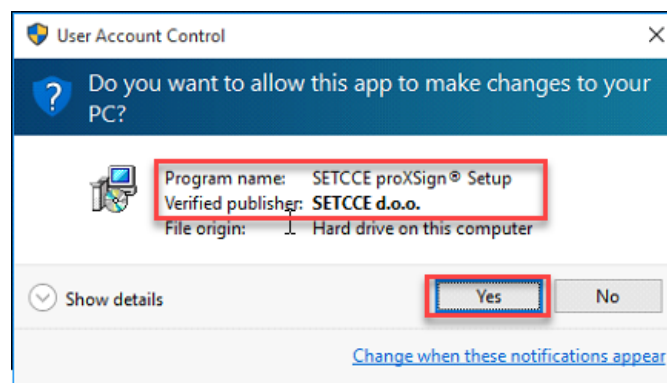 User Account Control
Do you want to allow this app to make changes to your
PC?
Program name: SETCCE proXSign® Setup
Verified publisher: SETCCE d.o.o.
File origin: Hard drive on this computer
Show details
Yes No
Change when these notifications appear